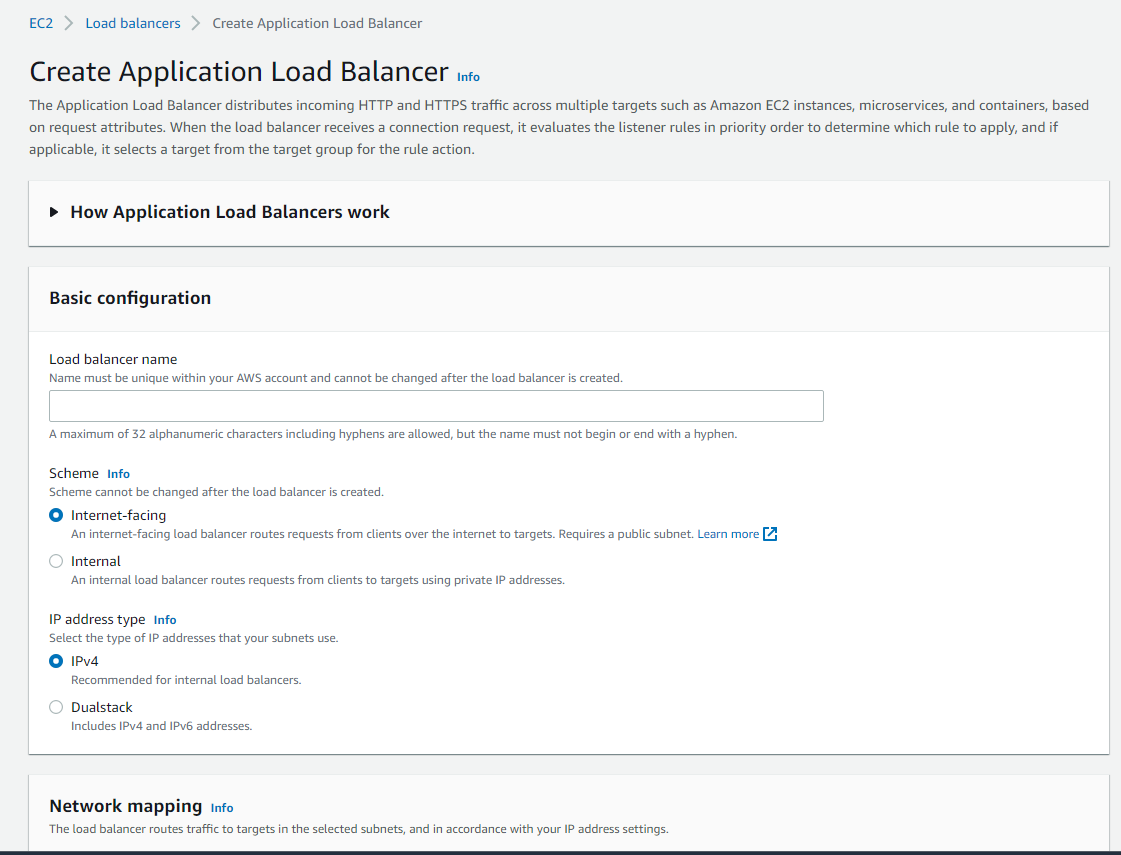 EC2 > Load balancers > Create Application Load Balancer
Create Application Load Balancer Info
The Application Load Balancer distributes incoming HTTP and HTTPS traffic across multiple targets such as Amazon EC2 instances, microservices, and containers, based
on request attributes. When the load balancer receives a connection request, it evaluates the listener rules in priority order to determine which rule to apply, and if
applicable, it selects a target from the target group for the rule action.
How Application Load Balancers work
Basic configuration
Load balancer name
Name must be unique within your AWS account and cannot be changed after the load balancer is created.
A maximum of 32 alphanumeric characters including hyphens are allowed, but the name must not begin or end with a hyphen.
Scheme Info
Scheme cannot be changed after the load balancer is created.
Internet-facing
An internet-facing load balancer routes requests from clients over the internet to targets. Requires a public subnet. Learn more
Internal
An internal load balancer routes requests from clients to targets using private IP addresses.
IP address type Info
Select the type of IP addresses that your subnets use.
IPv4
Recommended for internal load balancers.
Dualstack
Includes IPv4 and IPv6 addresses.
Network mapping Info
The load balancer routes traffic to targets in the selected subnets, and in accordance with your IP address settings.